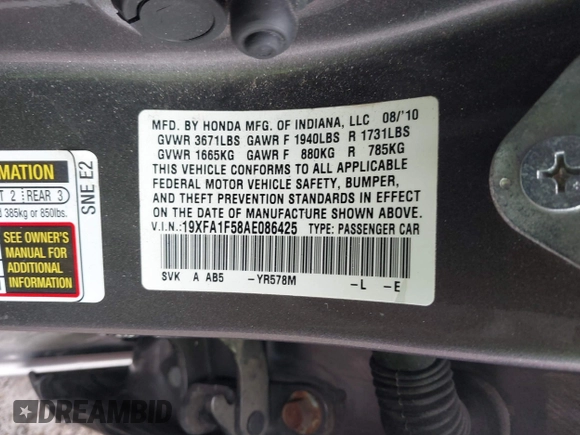 MFD. BY HONDA MFG. OF INDIANA, LLC 08/'10
GVWR 3671LBS GAWR F 1940LBS R 1731LBS
GVWR 1665KG GAWR F 880KG R 785KG
THIS VEHICLE CONFORMS TO ALL APPLICABLE
FEDERAL MOTOR VEHICLE SAFETY, BUMPER,
AND THEFT PREVENTION STANDARDS IN EFFECT
ON THE DATE OF MANUFACTURE SHOWN ABOVE.
V.I.N.:19XFA1F58AE086425 TYPE: PASSENGER CAR
SVK A AB5 -YR578M -L -E
MATION
T 2 REAR 3
d 385kg or 850lbs.
SEE OWNER'S
MANUAL FOR
ADDITIONAL
INFORMATION
SNE E2
DREAMBID